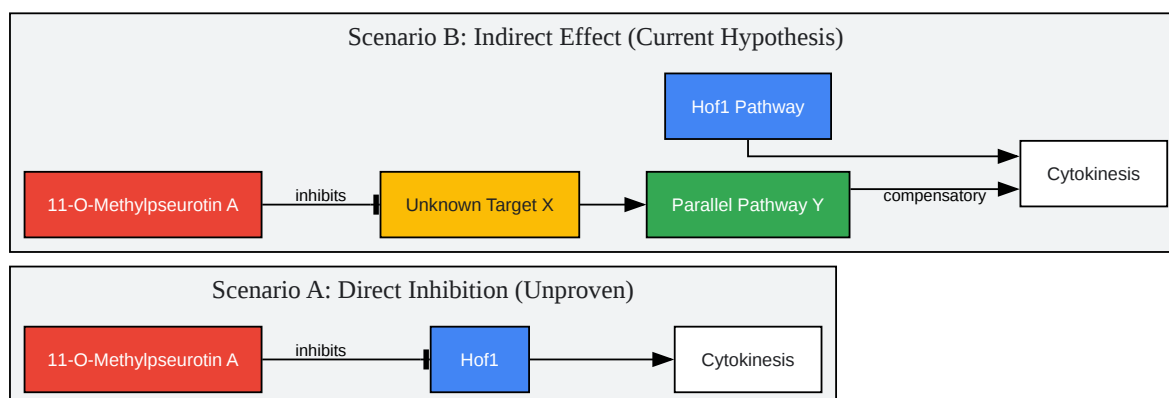 Scenario B: Indirect Effect (Current Hypothesis)
Hof1 Pathway
11-O-Methylpseurotin A
inhibits
Unknown Target X
Parallel Pathway Y
compensatory
Cytokinesis
Scenario A: Direct Inhibition (Unproven)
11-O-Methylpseurotin A
inhibits
Hof1
Cytokinesis